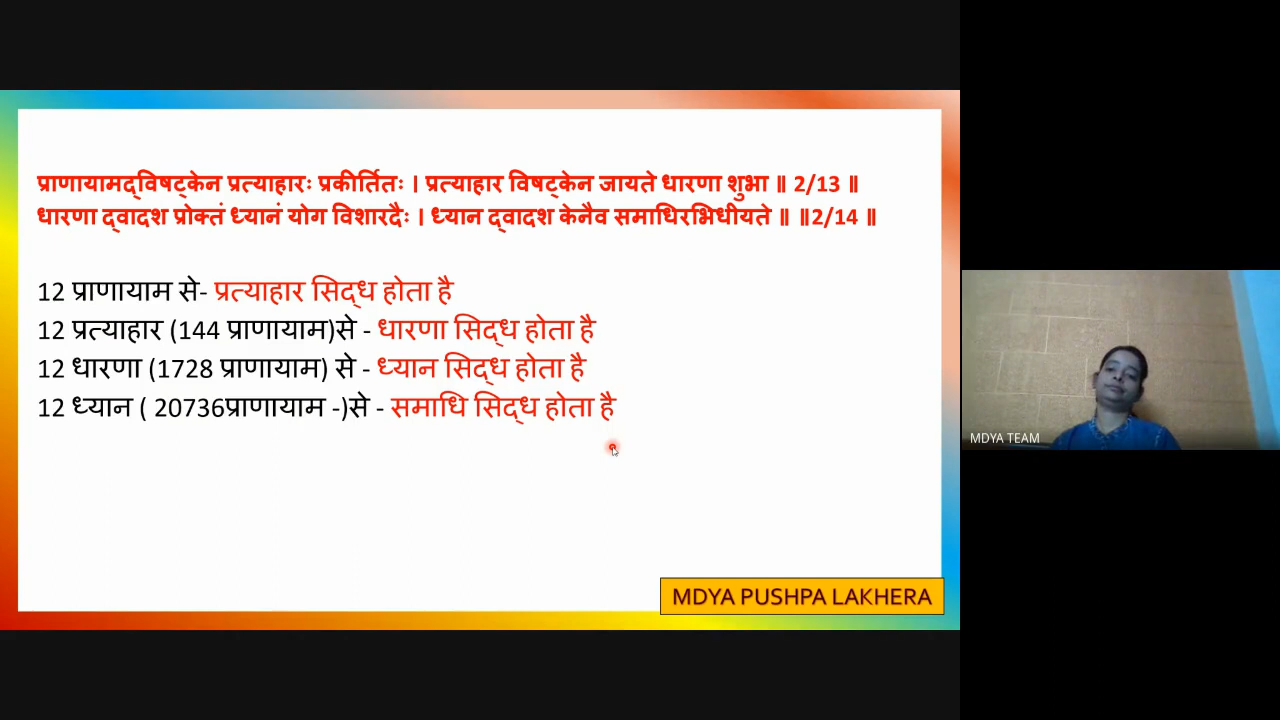 प्राणायामद्विषट्केन प्रत्याहारः प्रकीर्तितः । प्रत्याहार विषट्केन जायते धारणा शुभा ॥ 2/13 ॥
धारणा द्वादश प्रोक्तं ध्यानं योग विशारदैः । ध्यान द्वादश केनैव समाधिरभिधीयते ॥ ॥2/14 ॥
12 प्राणायाम से- प्रत्याहार सिद्ध होता है
12 प्रत्याहार (144 प्राणायाम)से - धारणा सिद्ध होता है
12 धारणा (1728 प्राणायाम) से - ध्यान सिद्ध होता है
12 ध्यान ( 20736प्राणायाम -)से - समाधि सिद्ध होता है
MDYA PUSHPA LAKHERA
MDYA TEAM